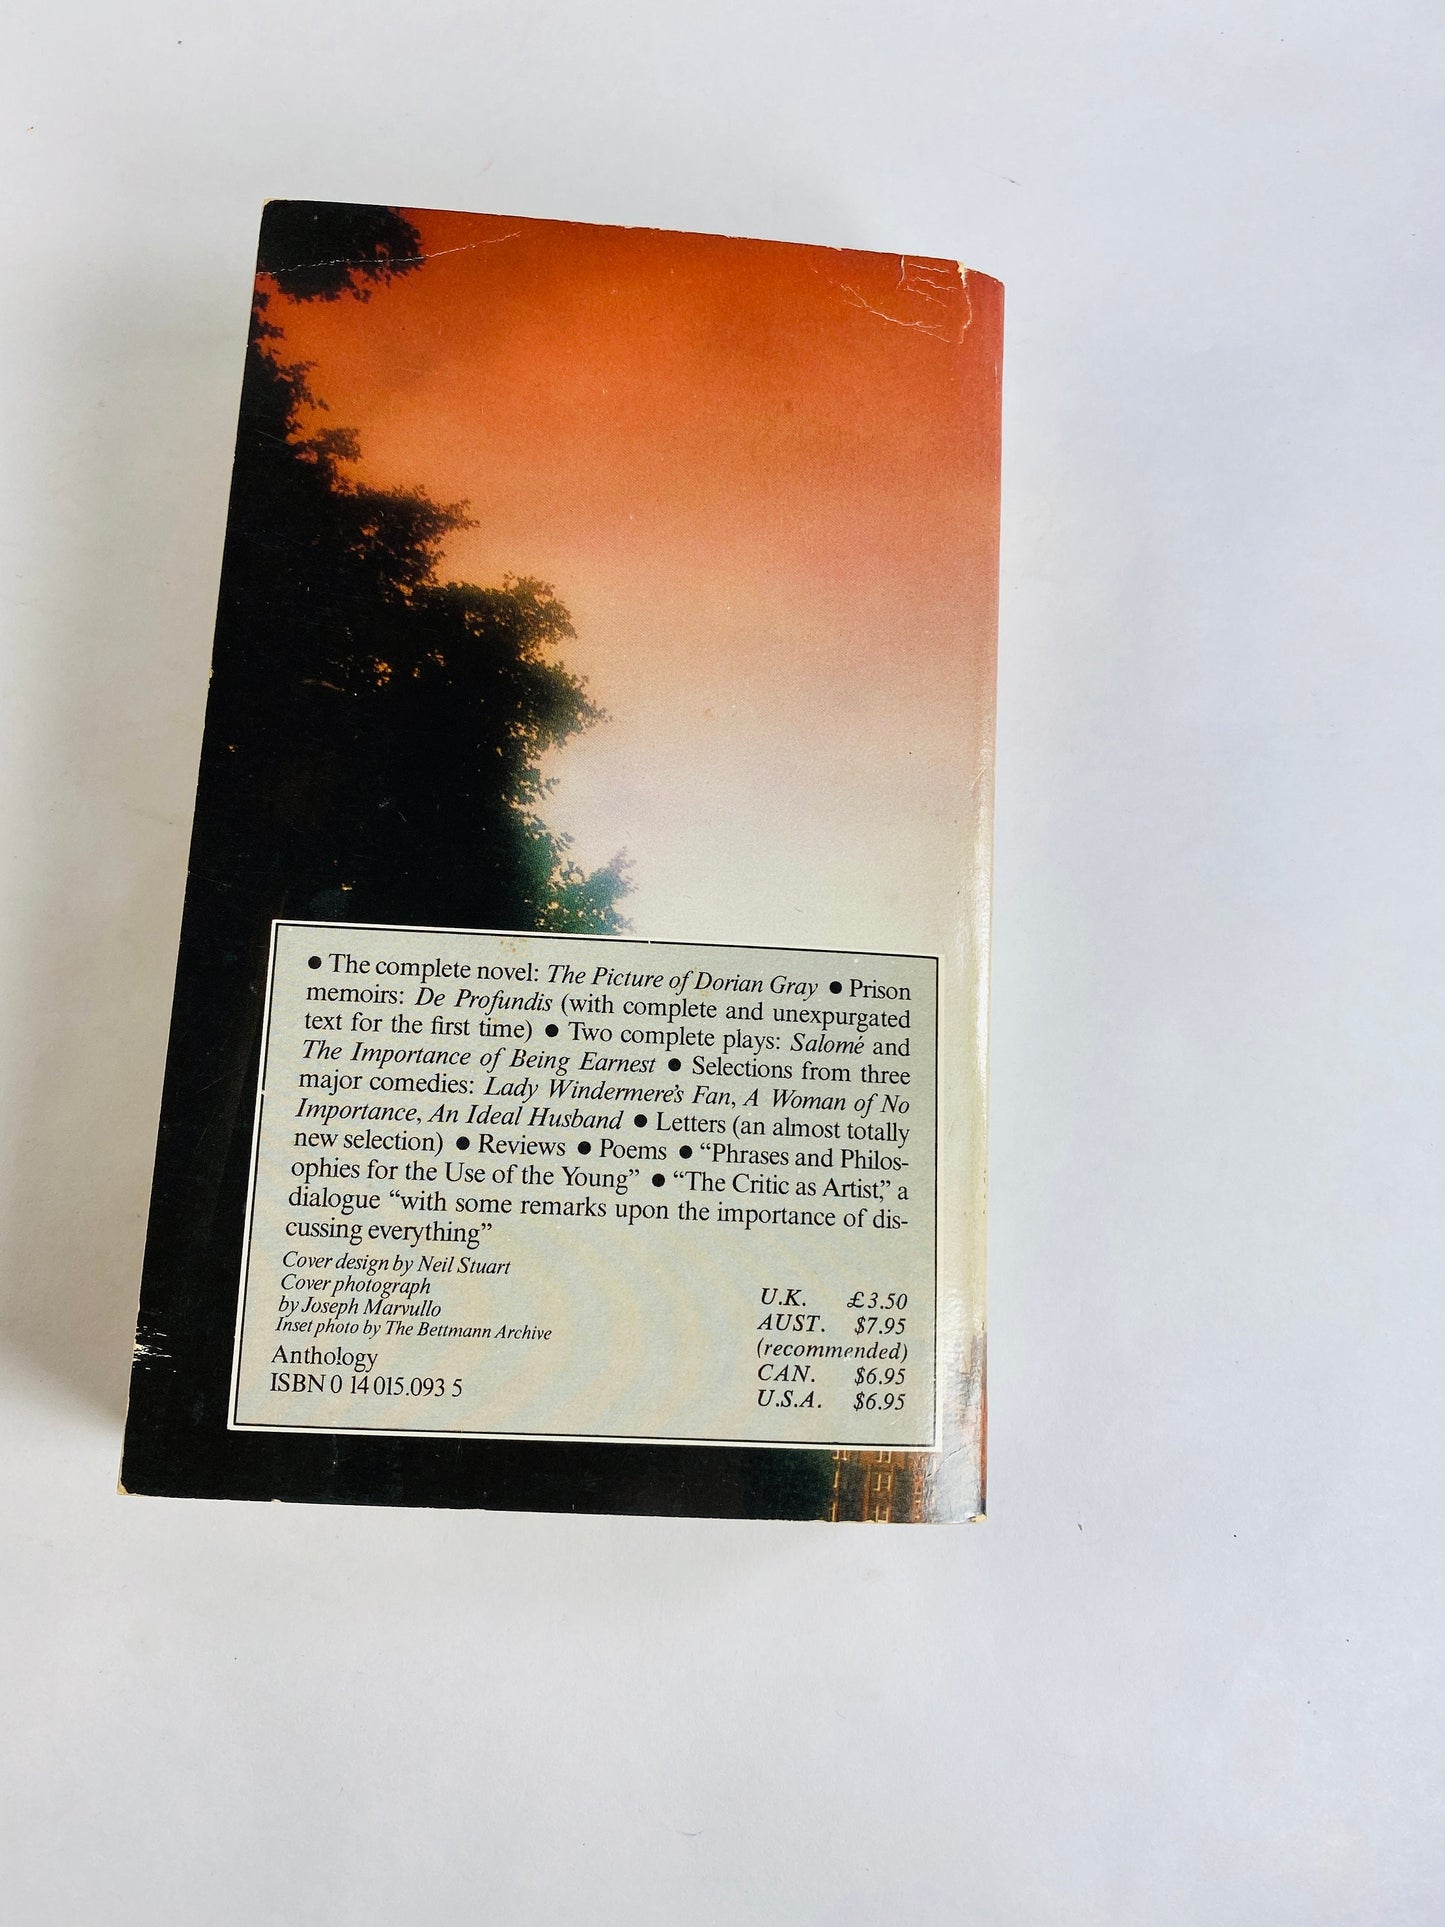 ● The complete novel: The Picture of Dorian Gray ● Prison
memoirs: De Profundis (with complete and unexpurgated
text for the first time) ● Two complete plays: Salomé and
The Importance of Being Earnest ● Selections from three
major comedies: Lady Windermere's Fan, A Woman of No
Importance, An Ideal Husband ● Letters (an almost totally
new selection) ● Reviews ● Poems ● “Phrases and Philos-
ophies for the Use of the Young” ● “The Critic as Artist,” a
dialogue “with some remarks upon the importance of dis-
cussing everything”
Cover design by Neil Stuart
Cover photograph
by Joseph Marvullo
Inset photo by The Bettmann Archive
Anthology
ISBN 0 14 015.093 5
U.K. £3.50
AUST. $7.95
(recommended)
CAN. $6.95
U.S.A. $6.95